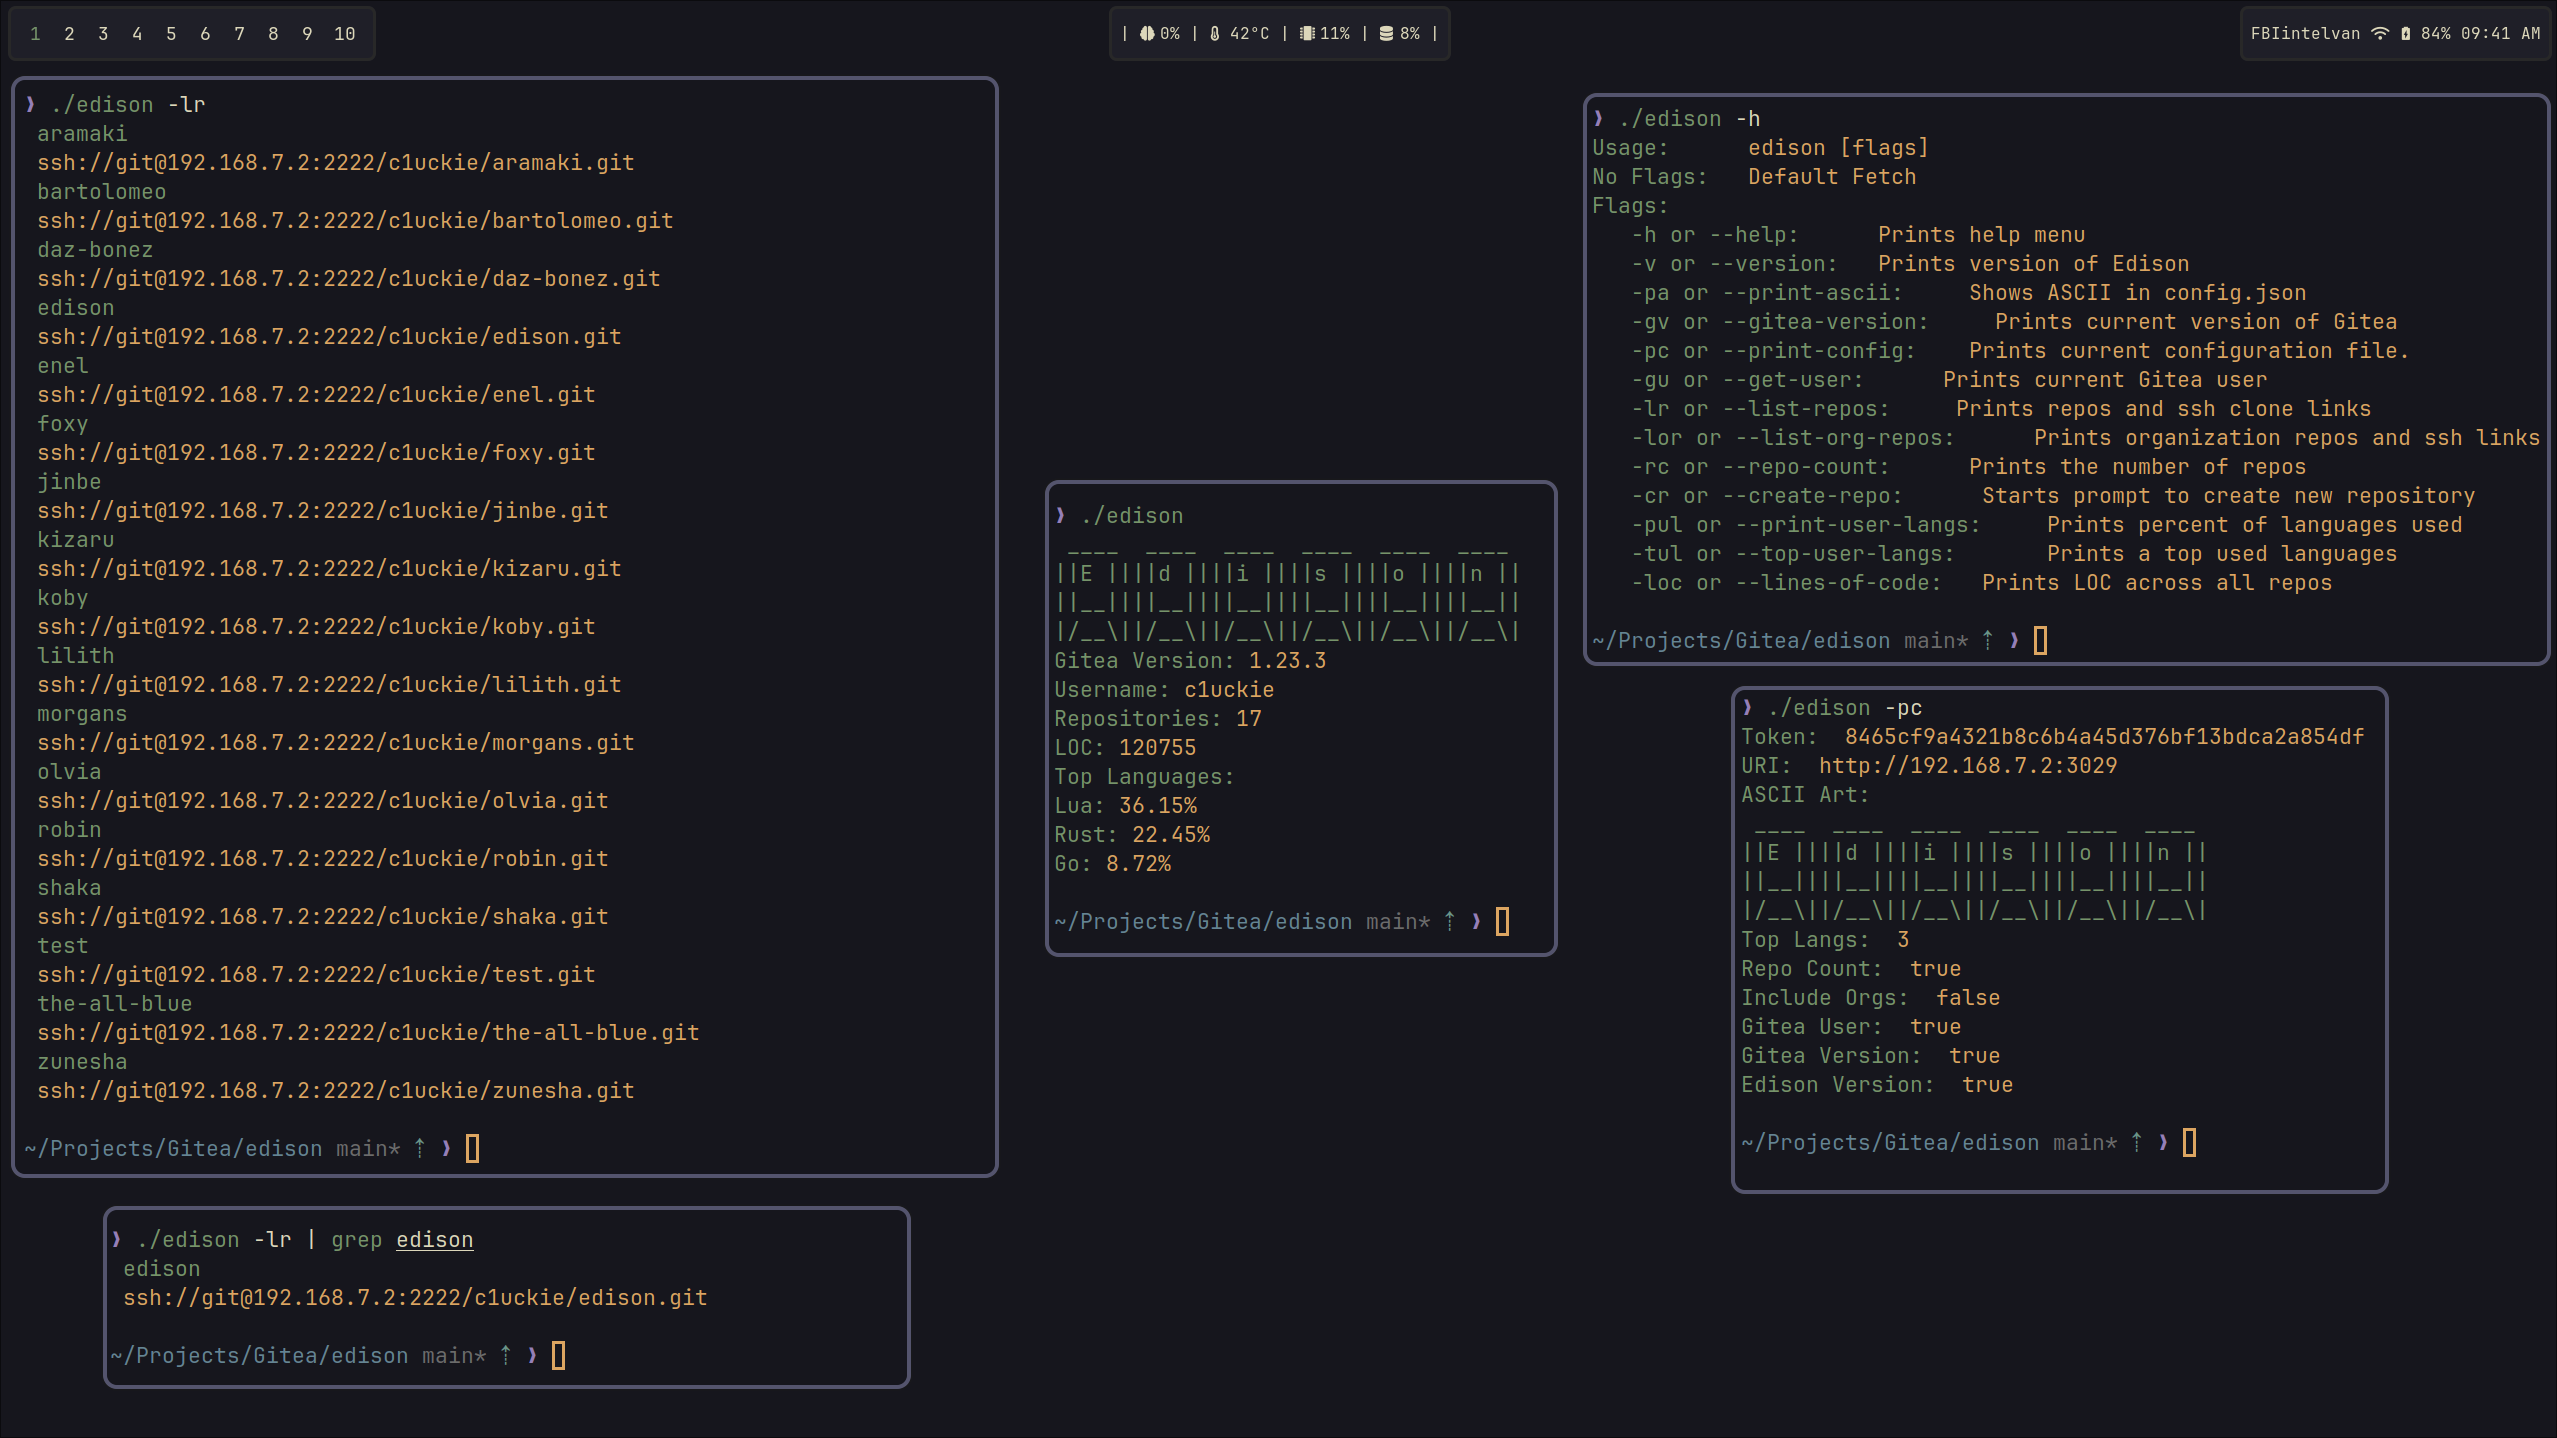 1 2 3 4 5 6 7 8 9 10
| 0% | 42°C | 11% | 8% |
FBIintelvan 84% 09:41 AM
❱ ./edison -lr
aramaki
ssh://git@192.168.7.2:2222/c1uckie/aramaki.git
bartolomeo
ssh://git@192.168.7.2:2222/c1uckie/bartolomeo.git
daz-bonez
ssh://git@192.168.7.2:2222/c1uckie/daz-bonez.git
edison
ssh://git@192.168.7.2:2222/c1uckie/edison.git
enel
ssh://git@192.168.7.2:2222/c1uckie/enel.git
foxy
ssh://git@192.168.7.2:2222/c1uckie/foxy.git
jinbe
ssh://git@192.168.7.2:2222/c1uckie/jinbe.git
kizaru
ssh://git@192.168.7.2:2222/c1uckie/kizaru.git
koby
ssh://git@192.168.7.2:2222/c1uckie/koby.git
lilith
ssh://git@192.168.7.2:2222/c1uckie/lilith.git
morgans
ssh://git@192.168.7.2:2222/c1uckie/morgans.git
olvia
ssh://git@192.168.7.2:2222/c1uckie/olvia.git
robin
ssh://git@192.168.7.2:2222/c1uckie/robin.git
shaka
ssh://git@192.168.7.2:2222/c1uckie/shaka.git
test
ssh://git@192.168.7.2:2222/c1uckie/test.git
the-all-blue
ssh://git@192.168.7.2:2222/c1uckie/the-all-blue.git
zunesha
ssh://git@192.168.7.2:2222/c1uckie/zunesha.git
~/Projects/Gitea/edison main* ⇡ ❱
❱ ./edison -lr | grep edison
edison
ssh://git@192.168.7.2:2222/c1uckie/edison.git
~/Projects/Gitea/edison main* ⇡ ❱
❱ ./edison
 ____  ____  ____  ____  ____  ____
||E ||||d ||||i ||||s ||||o ||||n ||
||__||||__||||__||||__||||__||||__||
|/__\||/__\||/__\||/__\||/__\||/__\|
Gitea Version: 1.23.3
Username: c1uckie
Repositories: 17
LOC: 120755
Top Languages:
Lua: 36.15%
Rust: 22.45%
Go: 8.72%
~/Projects/Gitea/edison main* ⇡ ❱
❱ ./edison -h
Usage: edison [flags]
No Flags: Default Fetch
Flags:
-h or --help: Prints help menu
-v or --version: Prints version of Edison
-pa or --print-ascii: Shows ASCII in config.json
-gv or --gitea-version: Prints current version of Gitea
-pc or --print-config: Prints current configuration file.
-gu or --get-user: Prints current Gitea user
-lr or --list-repos: Prints repos and ssh clone links
-lor or --list-org-repos: Prints organization repos and ssh links
-rc or --repo-count: Prints the number of repos
-cr or --create-repo: Starts prompt to create new repository
-pul or --print-user-langs: Prints percent of languages used
-tul or --top-user-langs: Prints a top used languages
-loc or --lines-of-code: Prints LOC across all repos
~/Projects/Gitea/edison main* ⇡ ❱
❱ ./edison -pc
Token: 8465cf9a4321b8c6b4a45d376bf13bdca2a854df
URI: http://192.168.7.2:3029
ASCII Art:
 ____  ____  ____  ____  ____  ____
||E ||||d ||||i ||||s ||||o ||||n ||
||__||||__||||__||||__||||__||||__||
|/__\||/__\||/__\||/__\||/__\||/__\|
Top Langs: 3
Repo Count: true
Include Orgs: false
Gitea User: true
Gitea Version: true
Edison Version: true
~/Projects/Gitea/edison main* ⇡ ❱